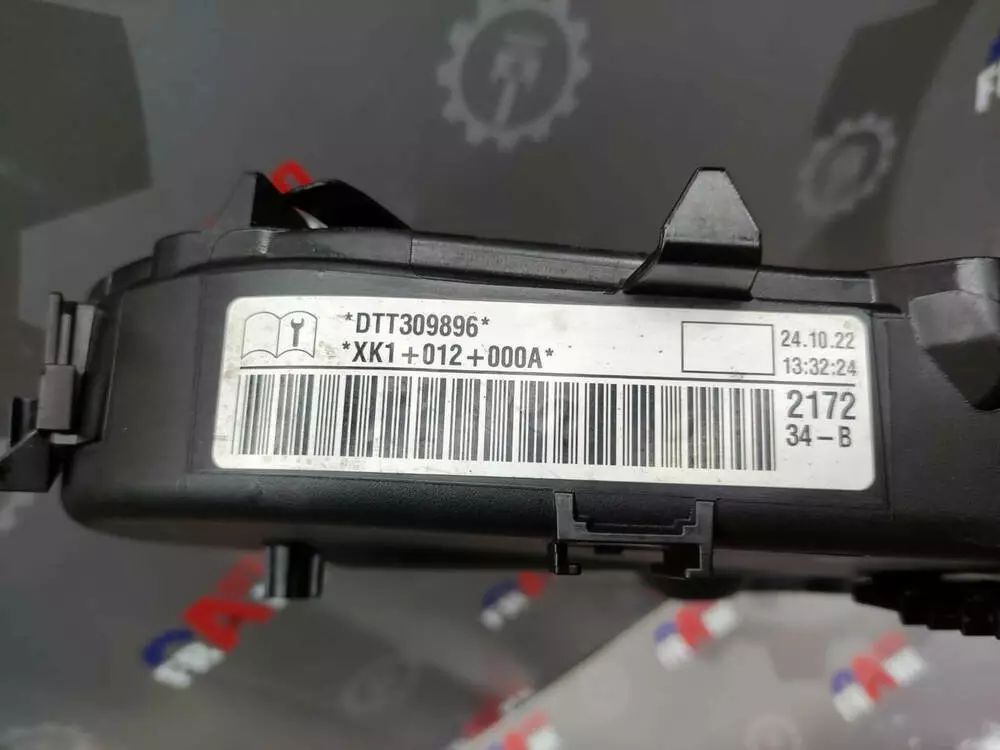 *DTT309896*
*XK1+012+000A*
24.10.22
13:32:24
2172
34-B